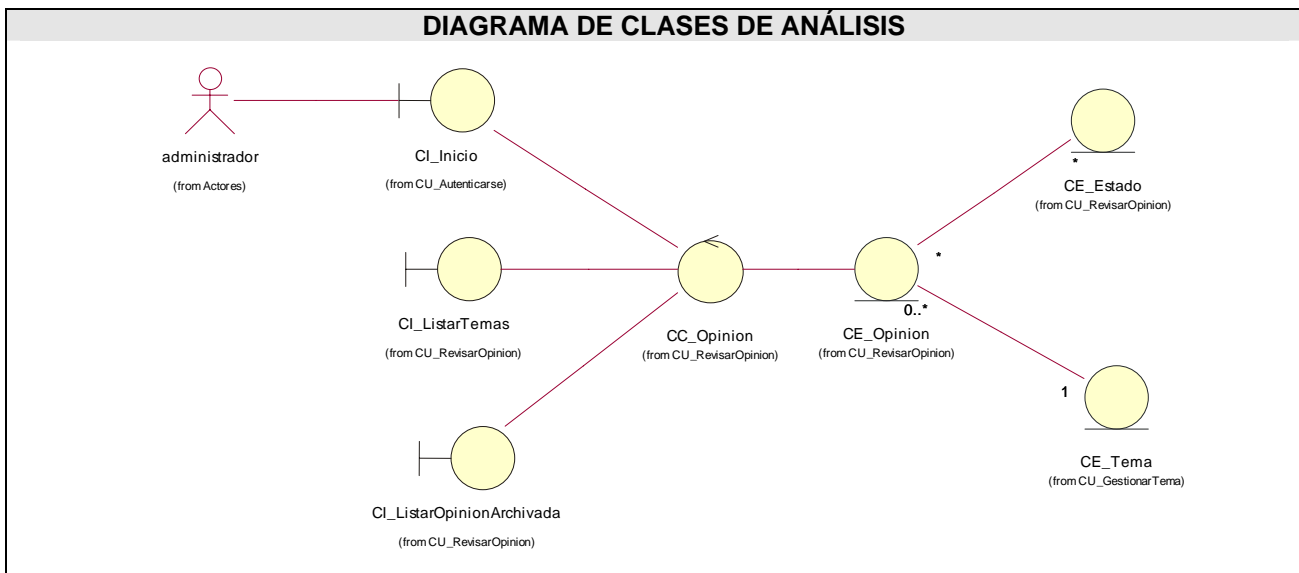 DIAGRAMA DE CLASES DE ANÁLISIS
administrador
(from Actores)
CI_Inicio
(from CU_Autenticarse)
*
CE_Estado
(from CU_RevisarOpinion)
CI_ListarTemas
(from CU_RevisarOpinion)
CC_Opinion
(from CU_RevisarOpinion)
*
0..*
CE_Opinion
(from CU_RevisarOpinion)
1
CE_Tema
(from CU_GestionarTema)
CI_ListarOpinionArchivada
(from CU_RevisarOpinion)